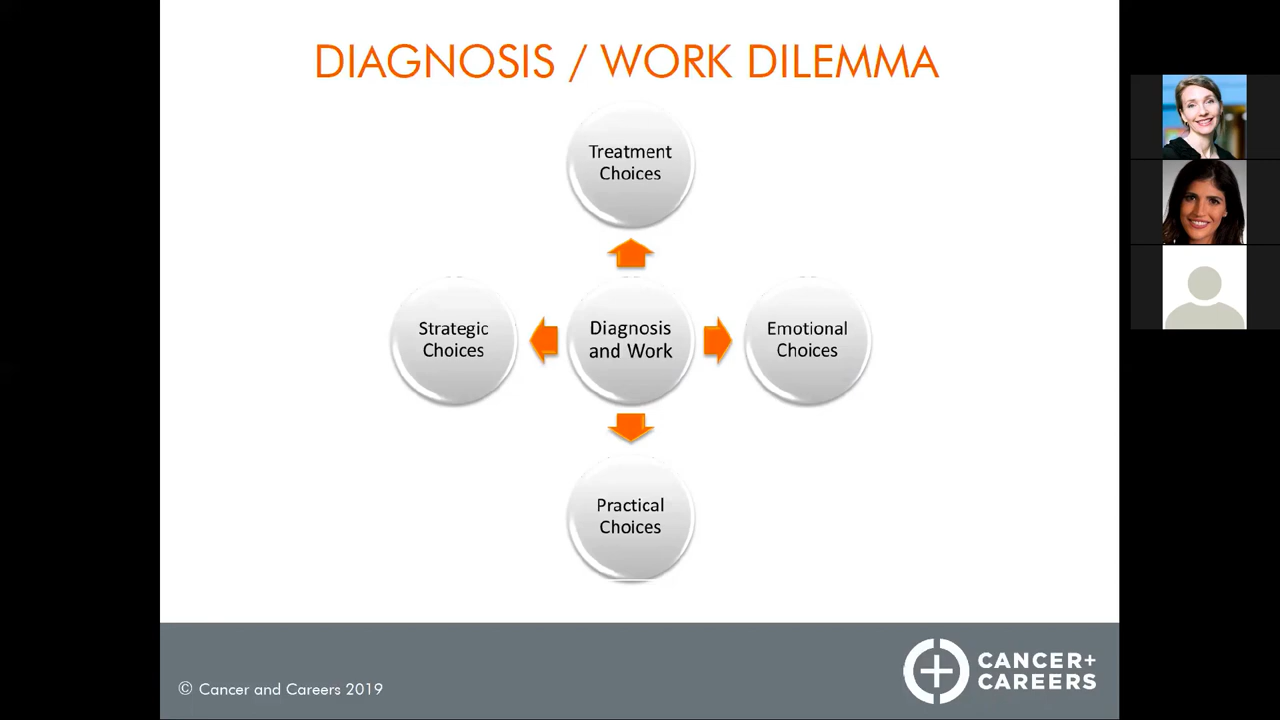 DIAGNOSIS / WORK DILEMMA
Treatment
Choices
Strategic
Choices
Diagnosis
and Work
Emotional
Choices
Practical
Choices
© Cancer and Careers 2019
CANCER+
CAREERS